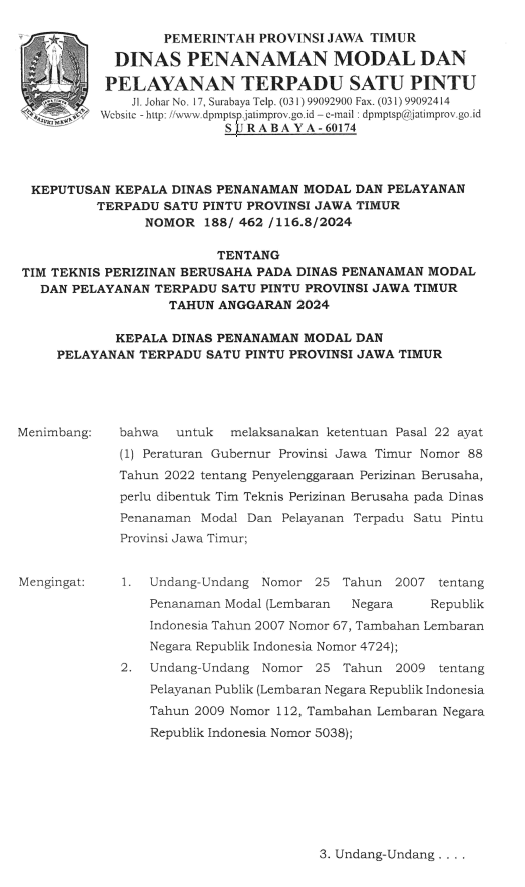 PEMERINTAH PROVINSI JAWA TIMUR
DINAS PENANAMAN MODAL DAN
PELAYANAN TERPADU SATU PINTU
Jl. Johar No. 17, Surabaya Telp. (031) 99092900 Fax. (031) 99092414
Website - http: //www.dpmptsp.jatimprov.go.id – e-mail : dpmptsp@jatimprov.go.id
S U R A B A Y A - 60174
JER BASUKI MAWA BEYA
KEPUTUSAN KEPALA DINAS PENANAMAN MODAL DAN PELAYANAN
TERPADU SATU PINTU PROVINSI JAWA TIMUR
NOMOR 188/ 462 /116.8/2024
TENTANG
TIM TEKNIS PERIZINAN BERUSAHA PADA DINAS PENANAMAN MODAL
DAN PELAYANAN TERPADU SATU PINTU PROVINSI JAWA TIMUR
TAHUN ANGGARAN 2024
KEPALA DINAS PENANAMAN MODAL DAN
PELAYANAN TERPADU SATU PINTU PROVINSI JAWA TIMUR
Menimbang: bahwa untuk melaksanakan ketentuan Pasal 22 ayat
(1) Peraturan Gubernur Provinsi Jawa Timur Nomor 88
Tahun 2022 tentang Penyelenggaraan Perizinan Berusaha,
perlu dibentuk Tim Teknis Perizinan Berusaha pada Dinas
Penanaman Modal Dan Pelayanan Terpadu Satu Pintu
Provinsi Jawa Timur;
Mengingat: 1. Undang-Undang Nomor 25 Tahun 2007 tentang
Penanaman Modal (Lembaran Negara Republik
Indonesia Tahun 2007 Nomor 67, Tambahan Lembaran
Negara Republik Indonesia Nomor 4724);
2. Undang-Undang Nomor 25 Tahun 2009 tentang
Pelayanan Publik (Lembaran Negara Republik Indonesia
Tahun 2009 Nomor 112, Tambahan Lembaran Negara
Republik Indonesia Nomor 5038);
3. Undang-Undang . . . .